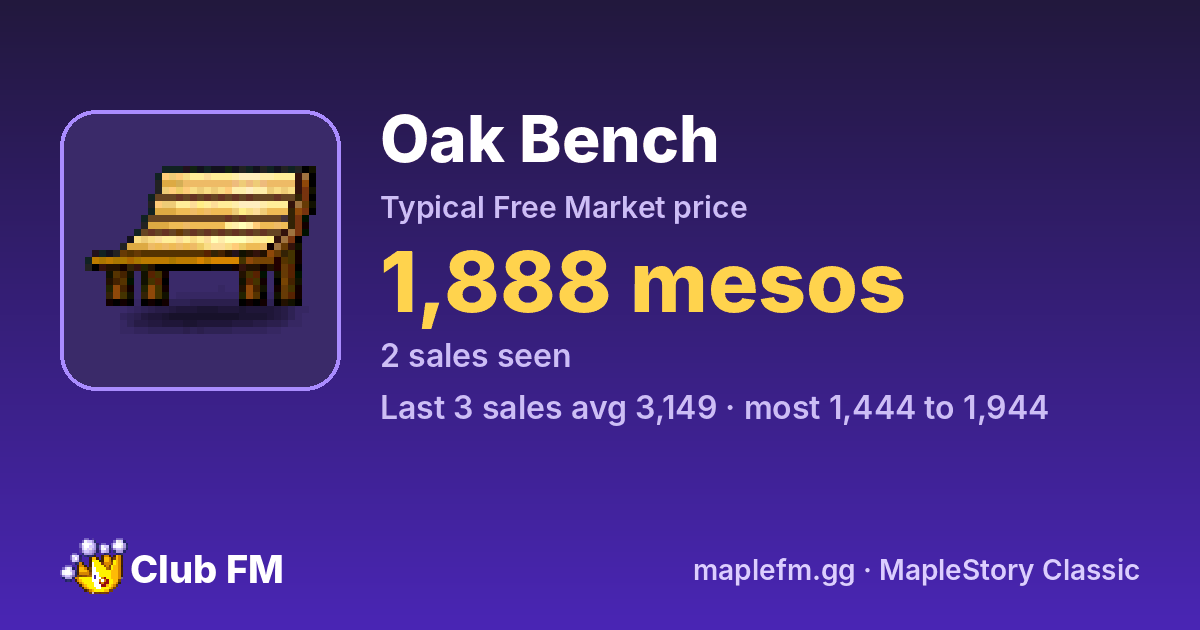 Oak Bench
Typical Free Market price
1,888 mesos
2 sales seen
Last 3 sales avg 3,149 · most 1,444 to 1,944
Club FM
maplefm.gg · MapleStory Classic